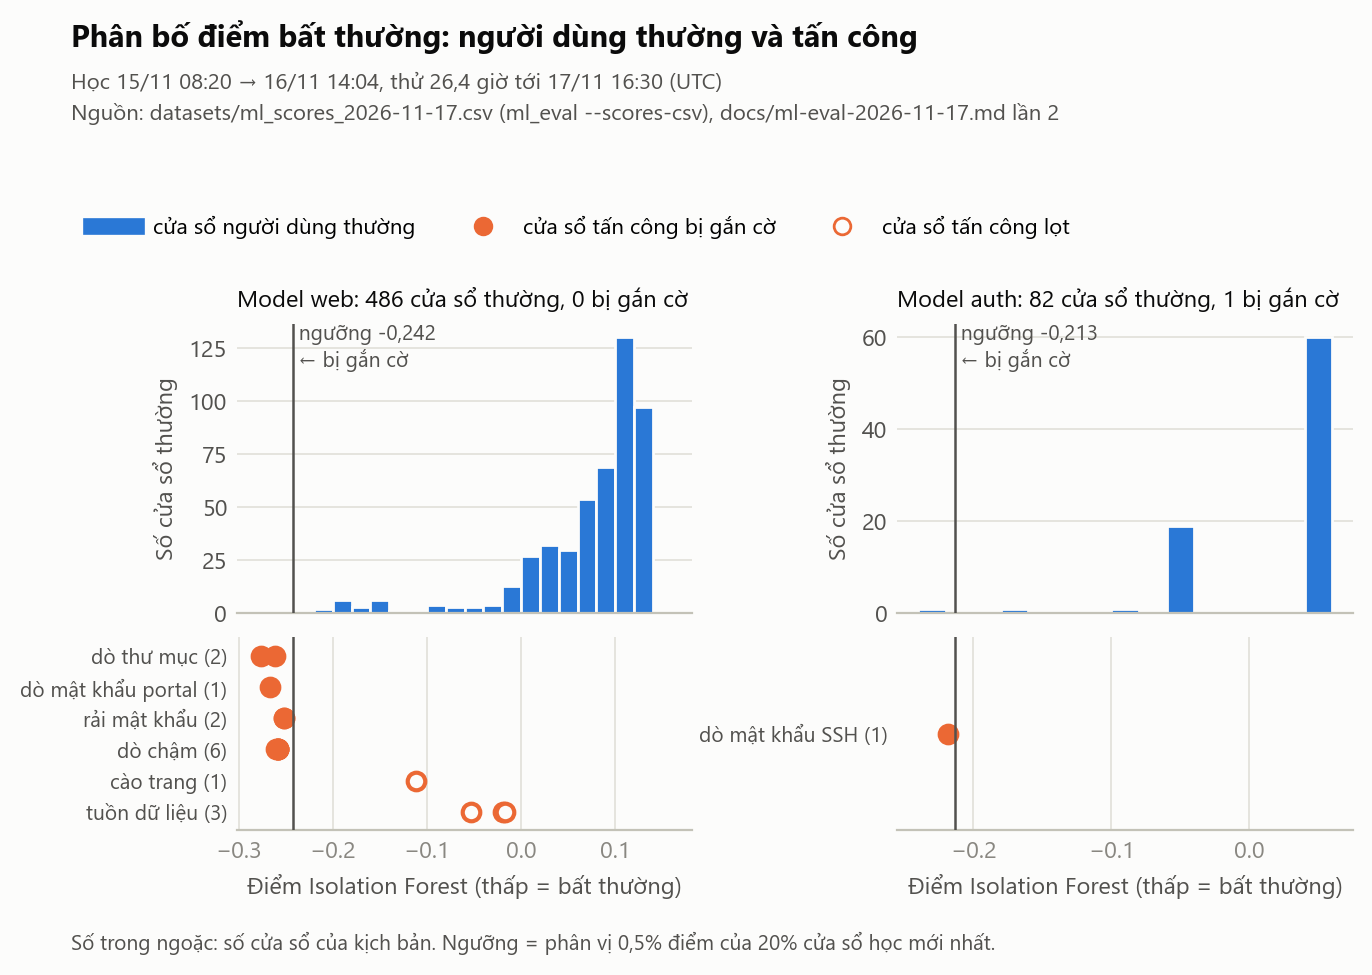 Phân bố điểm bất thường: người dùng thường và tấn công
Học 15/11 08:20 → 16/11 14:04, thử 26,4 giờ tới 17/11 16:30 (UTC)
Nguồn: datasets/ml_scores_2026-11-17.csv (ml_eval --scores-csv), docs/ml-eval-2026-11-17.md lần 2
cửa sổ người dùng thường
cửa sổ tấn công bị gắn cờ
cửa sổ tấn công lọt
Model web: 486 cửa sổ thường, 0 bị gắn cờ
ngưỡng -0,242
← bị gắn cờ
Số cửa sổ thường
125
100
75
50
25
0
dò thư mục (2)
dò mật khẩu portal (1)
rải mật khẩu (2)
dò chậm (6)
cào trang (1)
tuồn dữ liệu (3)
−0.3 −0.2 −0.1 0.0 0.1
Điểm Isolation Forest (thấp = bất thường)
Model auth: 82 cửa sổ thường, 1 bị gắn cờ
ngưỡng -0,213
← bị gắn cờ
Số cửa sổ thường
60
40
20
0
dò mật khẩu SSH (1)
−0.2 −0.1 0.0
Điểm Isolation Forest (thấp = bất thường)
Số trong ngoặc: số cửa sổ của kịch bản. Ngưỡng = phân vị 0,5% điểm của 20% cửa sổ học mới nhất.